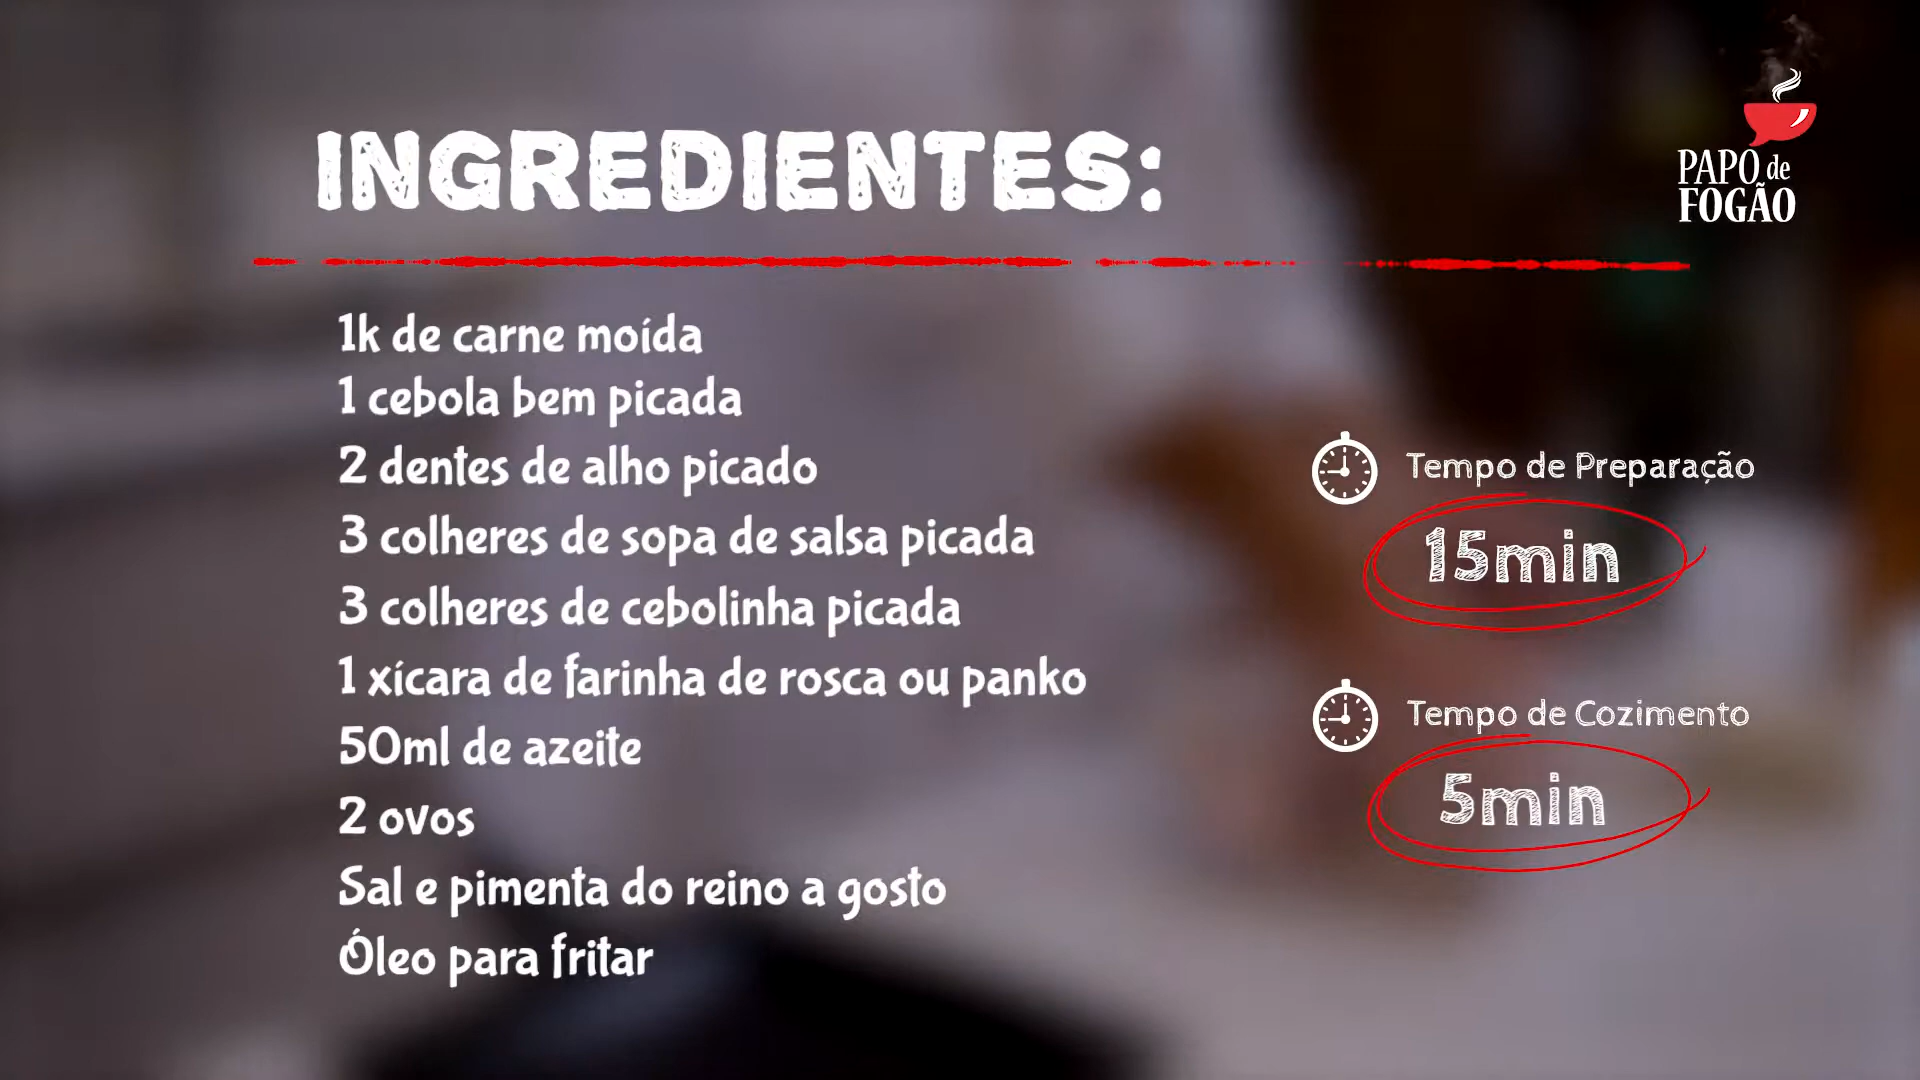 INGREDIENTES:
PAPO de
FOGÃO
1k de carne moída
1 cebola bem picada
2 dentes de alho picado
3 colheres de sopa de salsa picada
3 colheres de cebolinha picada
1 xícara de farinha de rosca ou panko
50ml de azeite
2 ovos
Sal e pimenta do reino a gosto
Óleo para fritar
Tempo de Preparação
15min
Tempo de Cozimento
5min